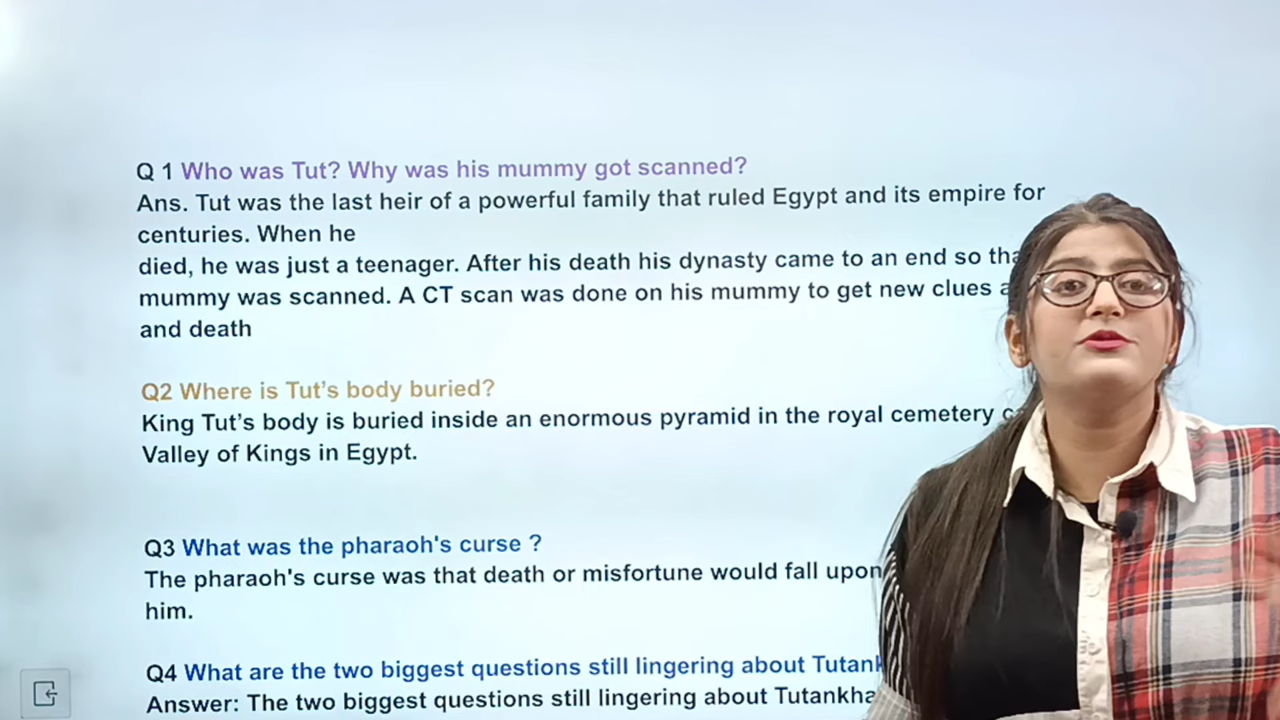 Q 1 Who was Tut? Why was his mummy got scanned?
Ans. Tut was the last heir of a powerful family that ruled Egypt and its empire for
centuries. When he
died, he was just a teenager. After his death his dynasty came to an end so
mummy was scanned. A CT scan was done on his mummy to get new clues
and death
Q2 Where is Tut's body buried?
King Tut's body is buried inside an enormous pyramid in the royal cemetery
Valley of Kings in Egypt.
Q3 What was the pharaoh's curse ?
The pharaoh's curse was that death or misfortune would fall upon
him.
Q4 What are the two biggest questions still lingering about
Answer: The two biggest questions still lingering about